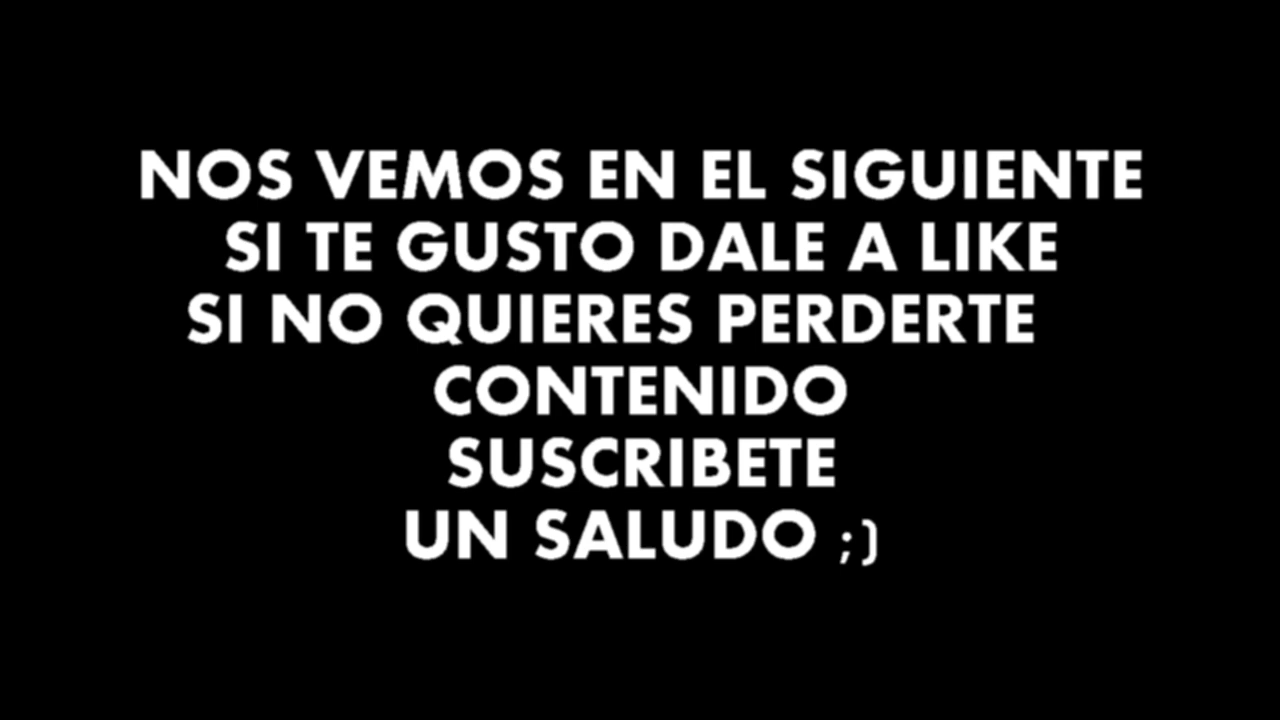 NOS VEMOS EN EL SIGUIENTE
SI TE GUSTO DALE A LIKE
SI NO QUIERES PERDERTE
CONTENIDO
SUSCRIBETE
UN SALUDO ;)